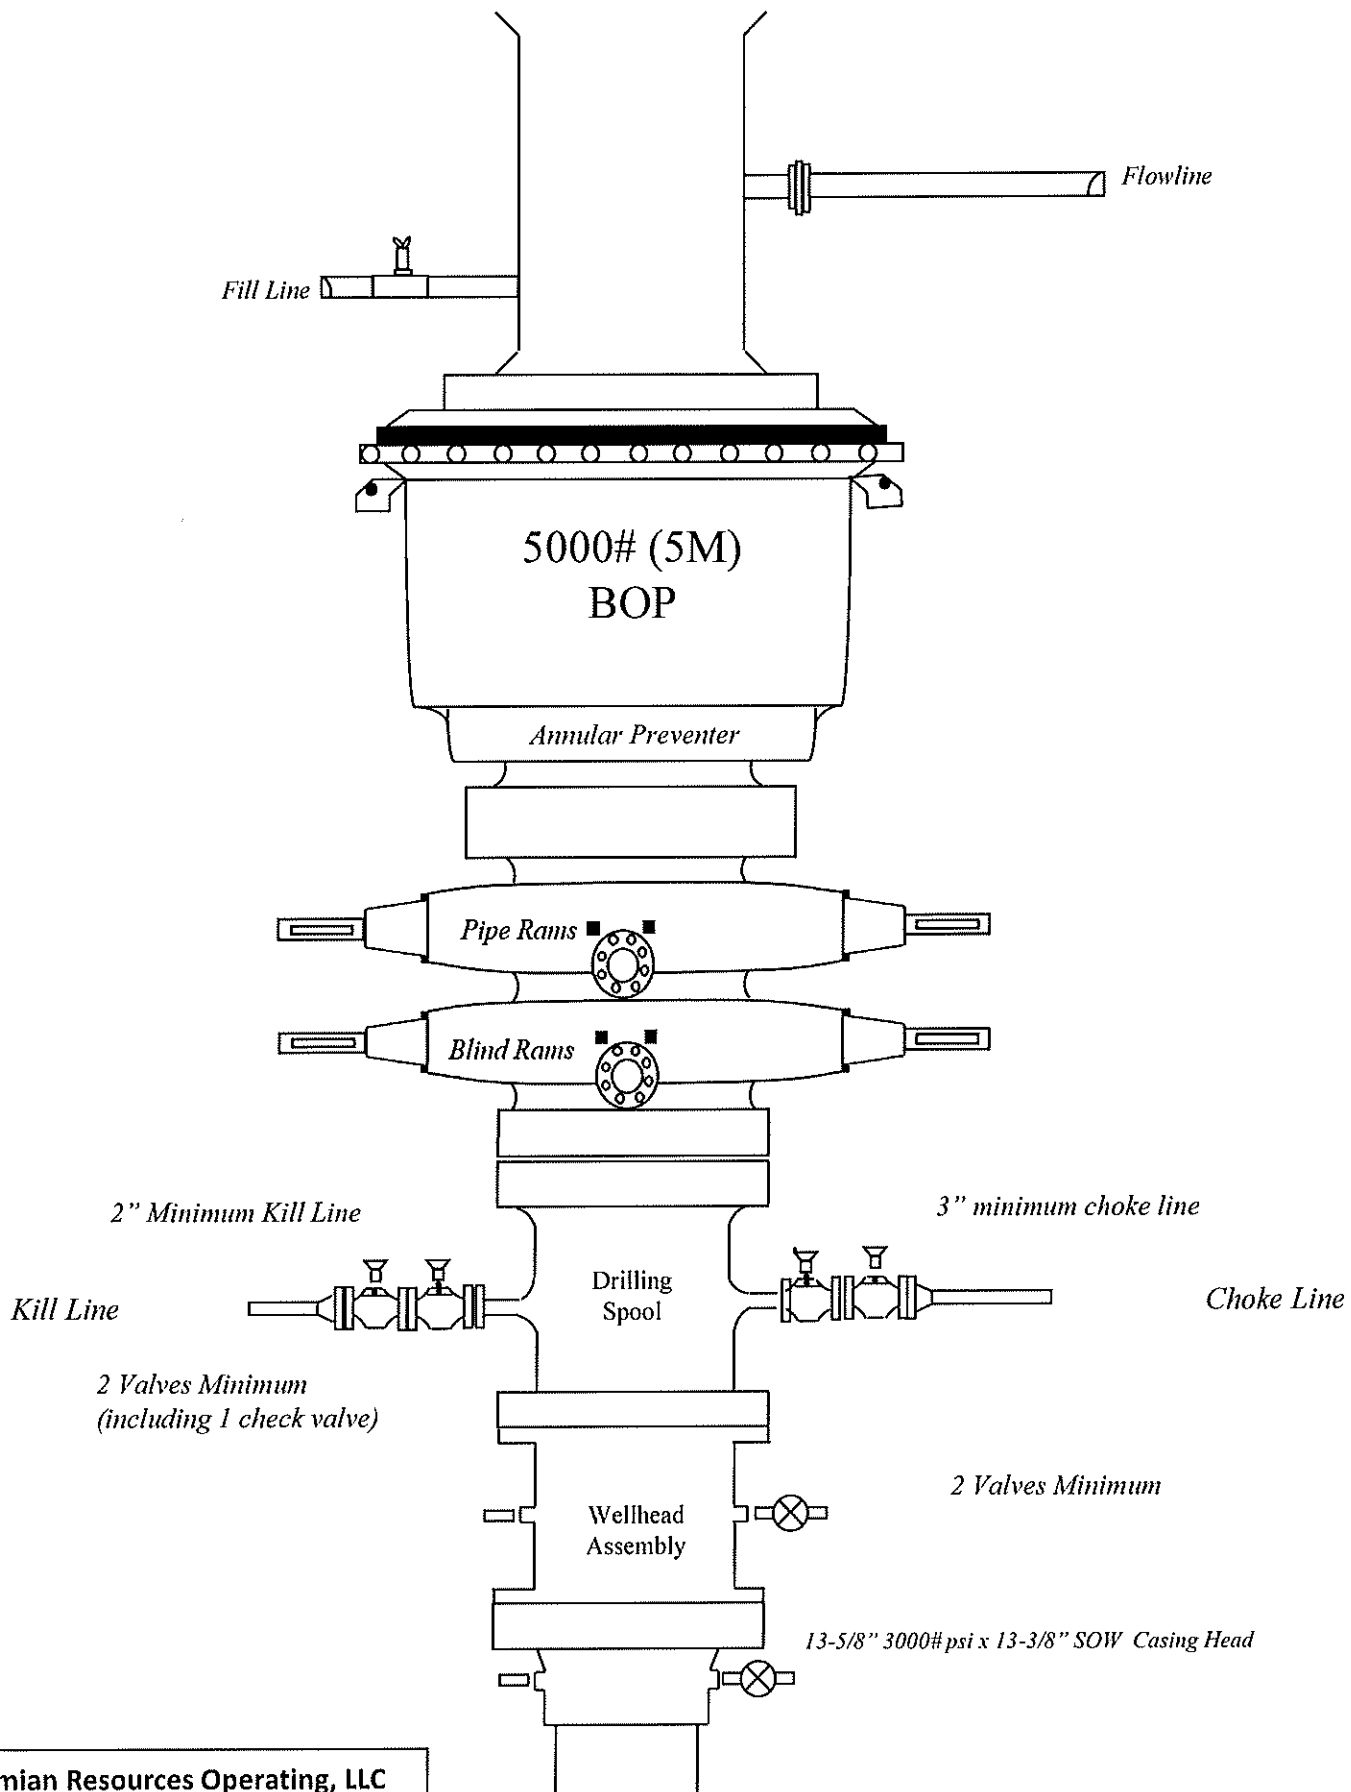 Flowline
Fill Line
5000# (5M)
BOP
Annular Preventer
Pipe Rams
Blind Rams
2” Minimum Kill Line
3” minimum choke line
Drilling
Spool
Kill Line
Choke Line
2 Valves Minimum
(including 1 check valve)
2 Valves Minimum
Wellhead
Assembly
13-5/8” 3000# psi x 13-3/8” SOW Casing Head
mian Resources Operating, LLC